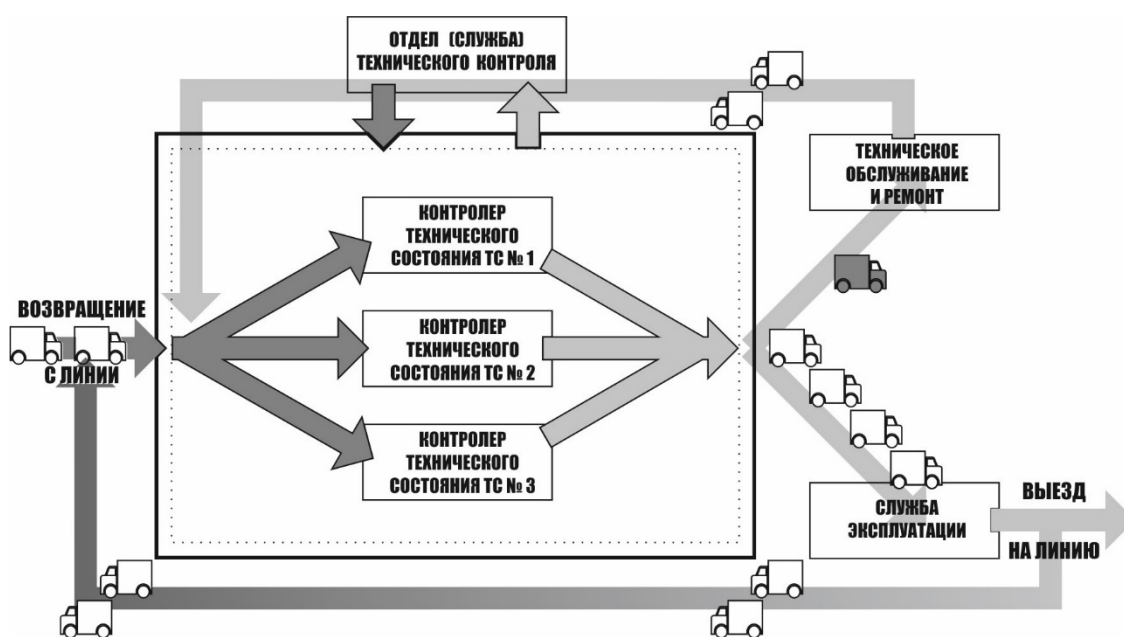 ОТДЕЛ (СЛУЖБА)
ТЕХНИЧЕСКОГО КОНТРОЛЯ
ТЕХНИЧЕСКОЕ
ОБСЛУЖИВАНИЕ
И РЕМОНТ
КОНТРОЛЕР
ТЕХНИЧЕСКОГО
СОСТОЯНИЯ ТС № 1
ВОЗВРАЩЕНИЕ
С ЛИНИИ
КОНТРОЛЕР
ТЕХНИЧЕСКОГО
СОСТОЯНИЯ ТС № 2
КОНТРОЛЕР
ТЕХНИЧЕСКОГО
СОСТОЯНИЯ ТС № 3
СЛУЖБА
ЭКСПЛУАТАЦИИ
ВЫЕЗД
НА ЛИНИЮ